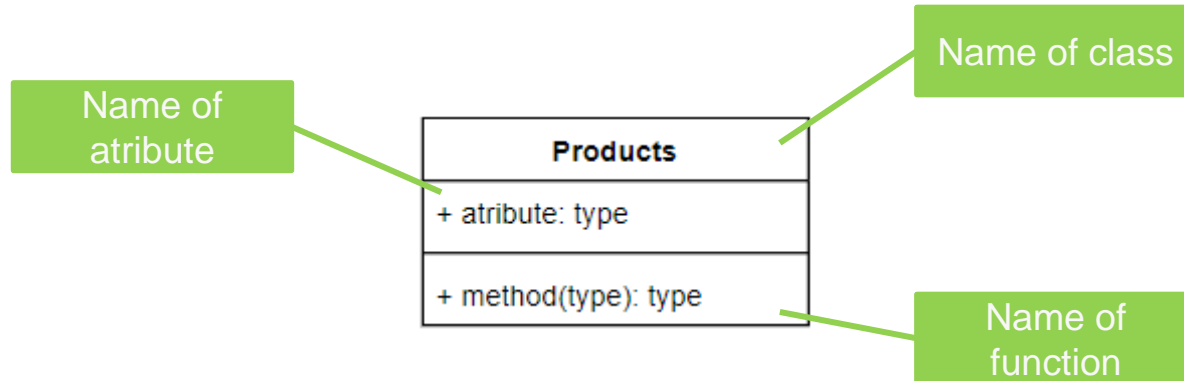 Name of class
Name of
atribute
Products
+ atribute: type
+ method(type): type
Name of
function